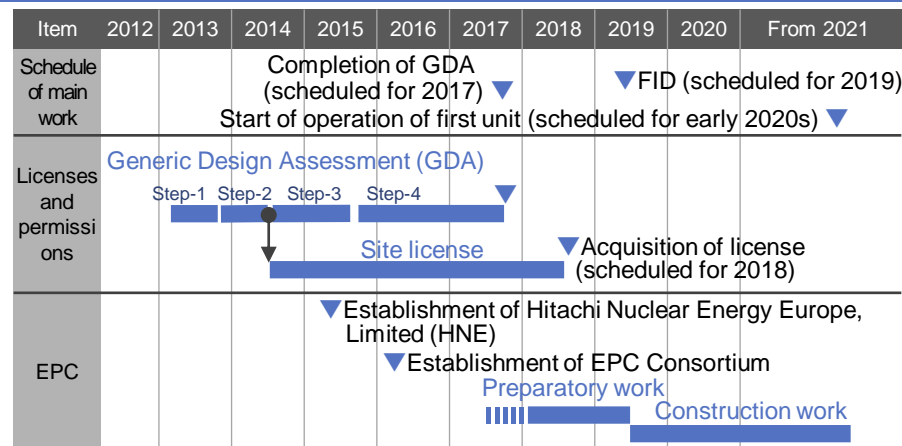 Item 2012 2013 2014 2015 2016 2017 2018 2019 2020 From 2021
Schedule
of main
work
Completion of GDA
(scheduled for 2017)
FID (scheduled for 2019)
Start of operation of first unit (scheduled for early 2020s)
Licenses
and
permissi
ons
Generic Design Assessment (GDA)
Step-1 Step-2 Step-3 Step-4
Site license
Acquisition of license
(scheduled for 2018)
EPC
Establishment of Hitachi Nuclear Energy Europe,
Limited (HNE)
Establishment of EPC Consortium
Preparatory work
Construction work